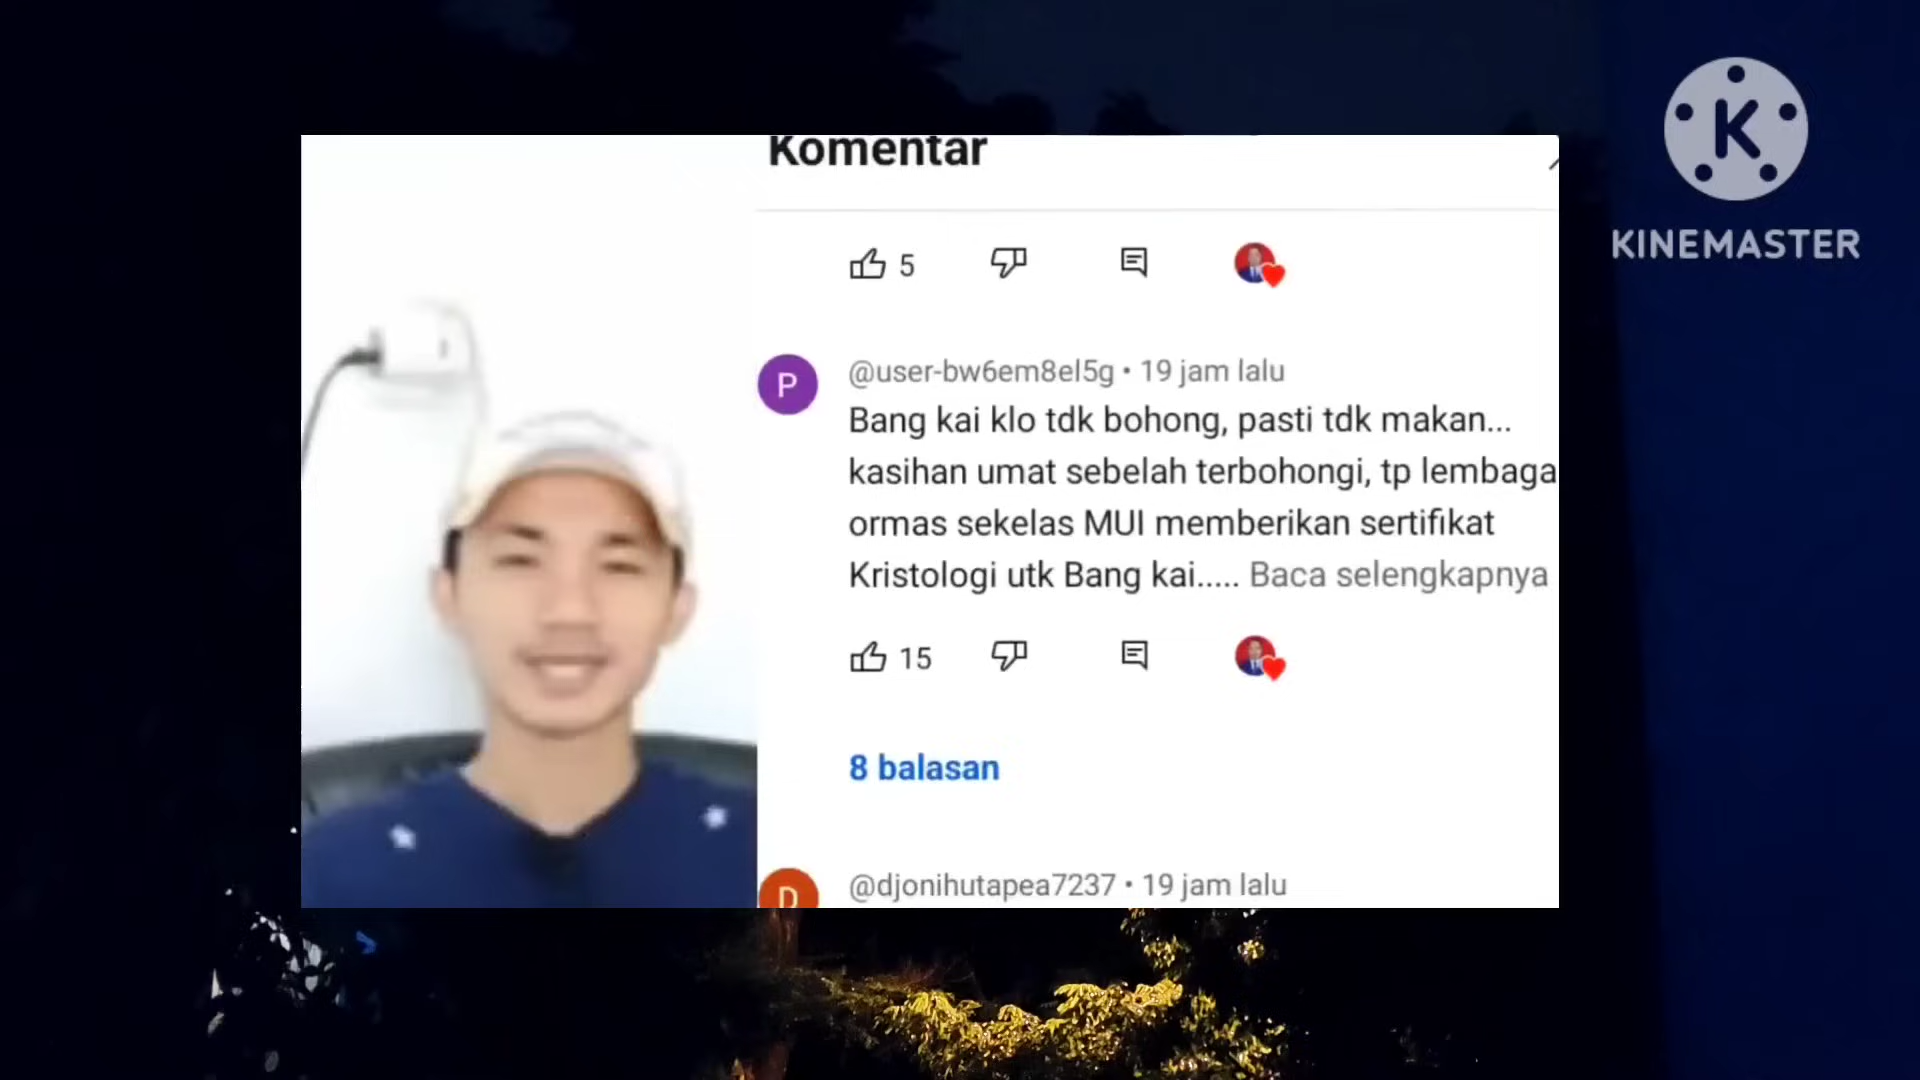 Komentar
5
P
@user-bw6em8el5g • 19 jam lalu
Bang kai klo tdk bohong, pasti tdk makan...
kasihan umat sebelah terbohongi, tp lembaga
ormas sekelas MUI memberikan sertifikat
Kristologi utk Bang kai..... Baca selengkapnya
15
8 balasan
D
@djonihutapea7237 • 19 jam lalu
K
KINEMASTER